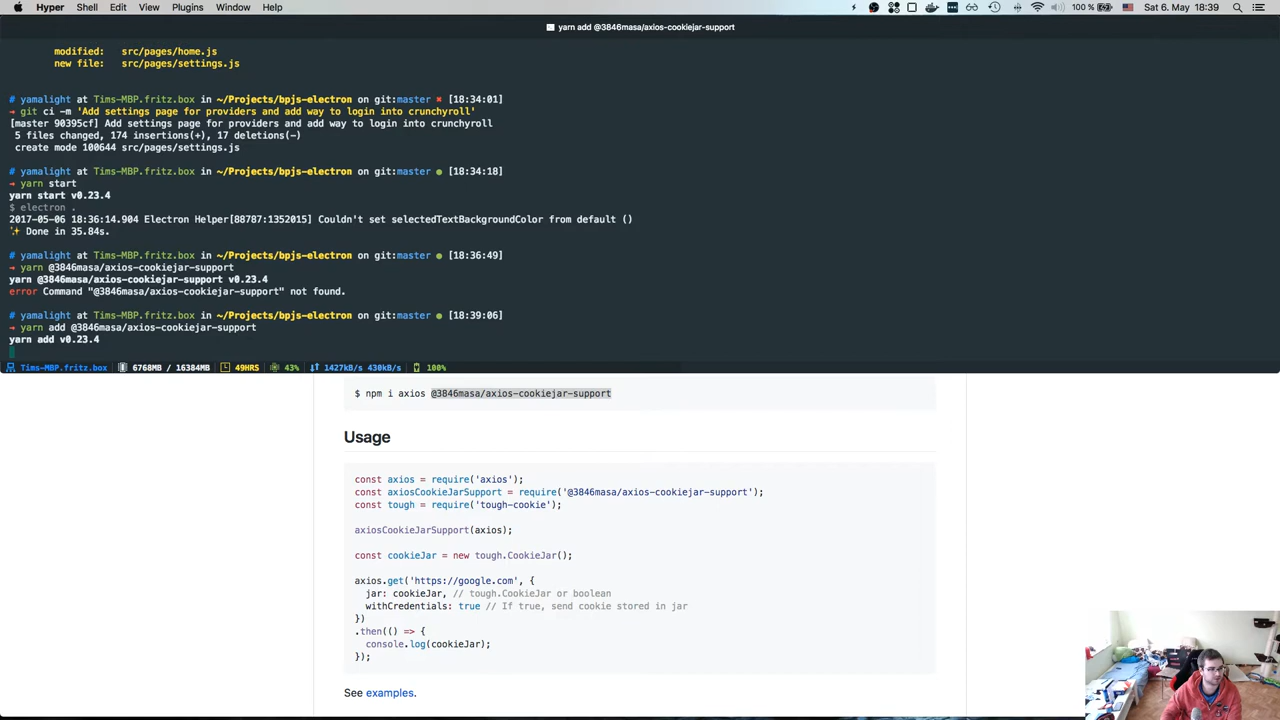 Hyper Shell Edit View Plugins Window Help 100 % Sat 6. May 18:39
yarn add @3846masa/axios-cookiejar-support
modified: src/pages/home.js
new file: src/pages/settings.js
# yamalight at Tims-MBP.fritz.box in ~/Projects/bpjs-electron on git:master ✖ [18:34:01]
→ git ci -m 'Add settings page for providers and add way to login into crunchyroll'
[master 90395cf] Add settings page for providers and add way to login into crunchyroll
5 files changed, 174 insertions(+), 17 deletions(-)
create mode 100644 src/pages/settings.js
# yamalight at Tims-MBP.fritz.box in ~/Projects/bpjs-electron on git:master ● [18:34:18]
→ yarn start
yarn start v0.23.4
$ electron .
2017-05-06 18:36:14.904 Electron Helper[88787:1352015] Couldn't set selectedTextBackgroundColor from default ()
✨ Done in 35.84s.
# yamalight at Tims-MBP.fritz.box in ~/Projects/bpjs-electron on git:master ● [18:36:49]
→ yarn @3846masa/axios-cookiejar-support
yarn @3846masa/axios-cookiejar-support v0.23.4
error Command "@3846masa/axios-cookiejar-support" not found.
# yamalight at Tims-MBP.fritz.box in ~/Projects/bpjs-electron on git:master ● [18:39:06]
→ yarn add @3846masa/axios-cookiejar-support
yarn add v0.23.4
Tims-MBP.fritz.box 6768MB / 16384MB 49HRS 43% 1427kB/s 430kB/s 100%
$ npm i axios @3846masa/axios-cookiejar-support
Usage
const axios = require('axios');
const axiosCookieJarSupport = require('@3846masa/axios-cookiejar-support');
const tough = require('tough-cookie');
axiosCookieJarSupport(axios);
const cookieJar = new tough.CookieJar();
axios.get('https://google.com', {
jar: cookieJar, // tough.CookieJar or boolean
withCredentials: true // If true, send cookie stored in jar
})
.then(() => {
console.log(cookieJar);
});
See examples.